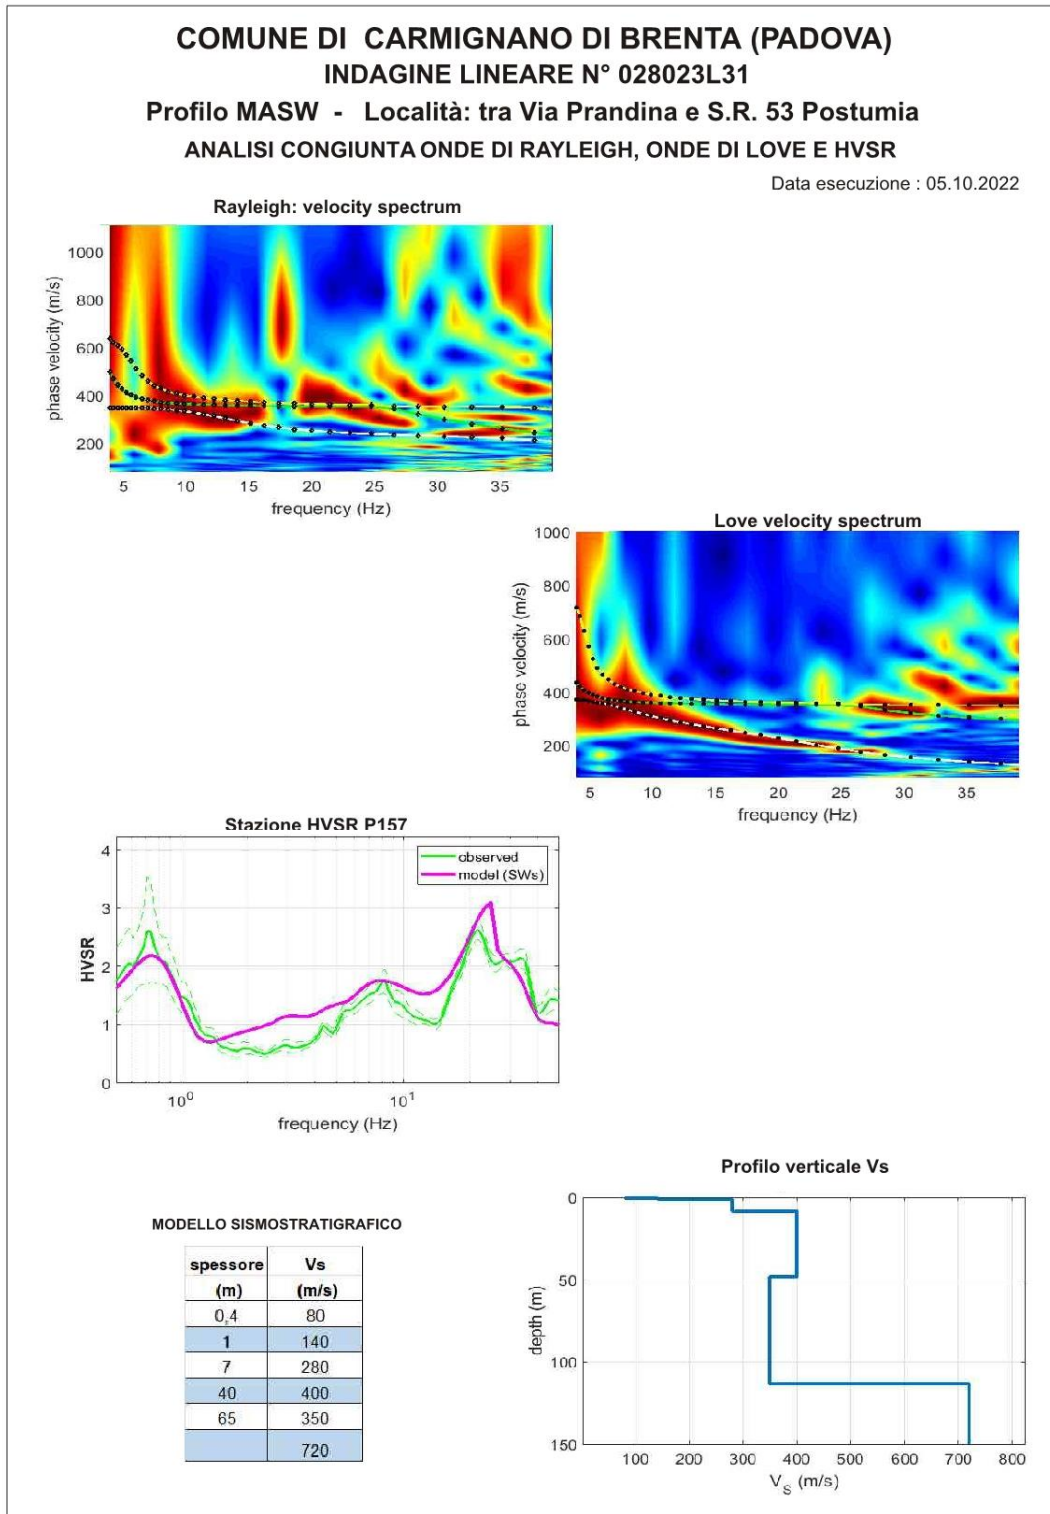 COMUNE DI CARMIGNANO DI BRENTA (PADOVA)
INDAGINE LINEARE N° 028023L31
Profilo MASW - Località: tra Via Prandina e S.R. 53 Postumia
ANALISI CONGIUNTA ONDE DI RAYLEIGH, ONDE DI LOVE E HVSR
Data esecuzione : 05.10.2022
Rayleigh: velocity spectrum
phase velocity (m/s)
1000
800
600
400
200
5 10 15 20 25 30 35
frequency (Hz)
Love velocity spectrum
phase velocity (m/s)
1000
800
600
400
200
5 10 15 20 25 30 35
frequency (Hz)
Stazione HVSR P157
observed
model (SWs)
HVSR
4
3
2
1
0
10⁰ 10¹
frequency (Hz)
MODELLO SISMOSTRATIGRAFICO
spessore Vs
(m) (m/s)
0,4 80
1 140
7 280
40 400
65 350
720
Profilo verticale Vs
depth (m)
0
50
100
150
100 200 300 400 500 600 700 800
V_S (m/s)